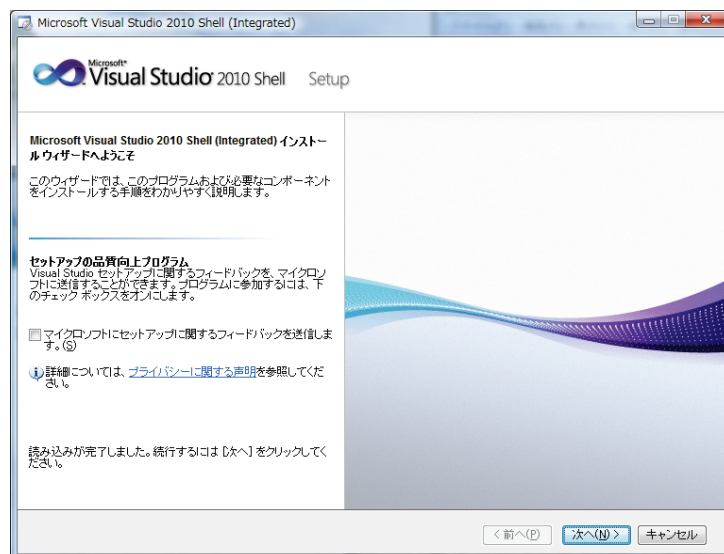 Microsoft Visual Studio 2010 Shell (Integrated)
Microsoft®
Visual Studio® 2010 Shell Setup
Microsoft Visual Studio 2010 Shell (Integrated) インストー
ル ウィザードへようこそ
このウィザードでは、このプログラムおよび必要なコンポーネント
をインストールする手順をわかりやすく説明します。
セットアップの品質向上プログラム
Visual Studio セットアップに関するフィードバックを、マイクロソ
フトに送信することができます。プログラムに参加するには、下
のチェック ボックスをオンにします。
マイクロソフトにセットアップに関するフィードバックを送信しま
す。(S)
詳細については、プライバシーに関する声明を参照してくだ
さい。
読み込みが完了しました。続行するには [次へ] をクリックしてく
ださい。
< 前へ(P) 次へ(N) > キャンセル